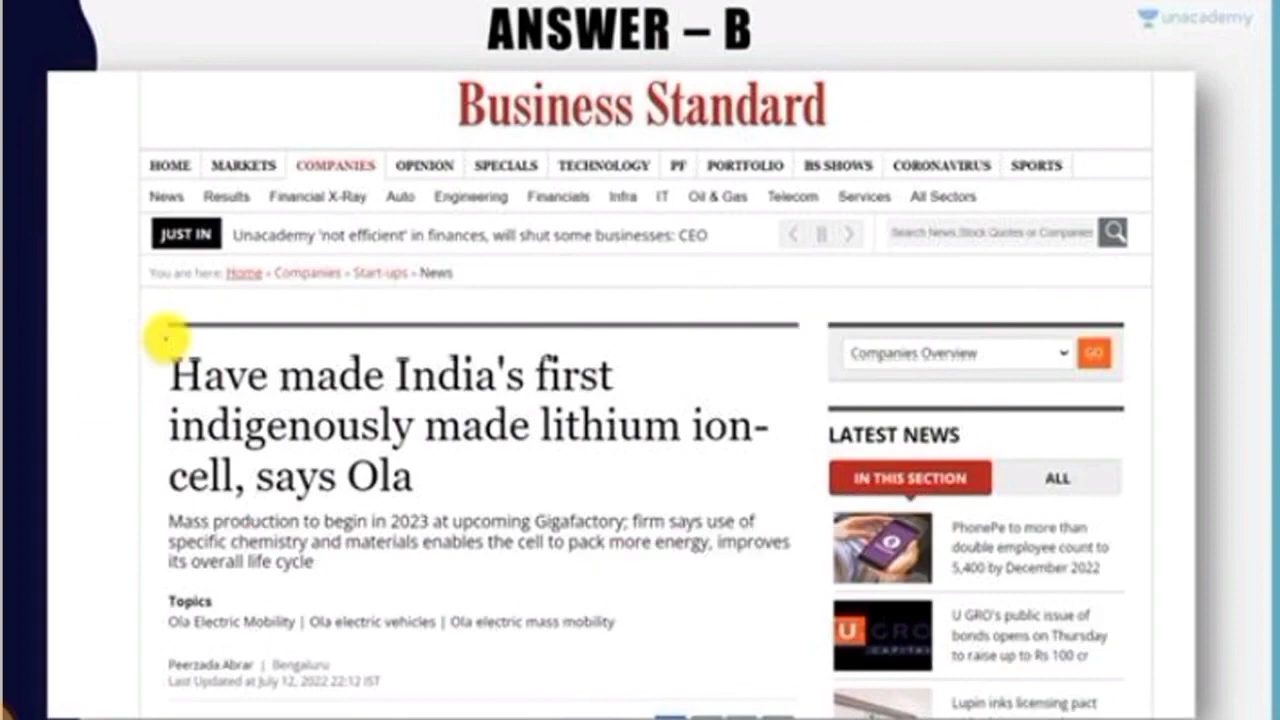 ANSWER – B
unacademy
Business Standard
HOME MARKETS COMPANIES OPINION SPECIALS TECHNOLOGY PF PORTFOLIO BS SHOWS CORONAVIRUS SPORTS
News Results Financial X-Ray Auto Engineering Financials Infra IT Oil & Gas Telecom Services All Sectors
JUST IN Unacademy 'not efficient' in finances, will shut some businesses: CEO
Search News,Stock Quotes or Companies
You are here: Home » Companies » Start-ups » News
Have made India's first
indigenously made lithium ion-
cell, says Ola
Mass production to begin in 2023 at upcoming Gigafactory; firm says use of
specific chemistry and materials enables the cell to pack more energy, improves
its overall life cycle
Topics
Ola Electric Mobility | Ola electric vehicles | Ola electric mass mobility
Peerzada Abrar | Bengaluru
Last Updated at July 12, 2022 22:12 IST
Companies Overview GO
LATEST NEWS
IN THIS SECTION ALL
PhonePe to more than
double employee count to
5,400 by December 2022
U GRO
CAPITAL
U GRO's public issue of
bonds opens on Thursday
to raise up to Rs 100 cr
Lupin inks licensing pact